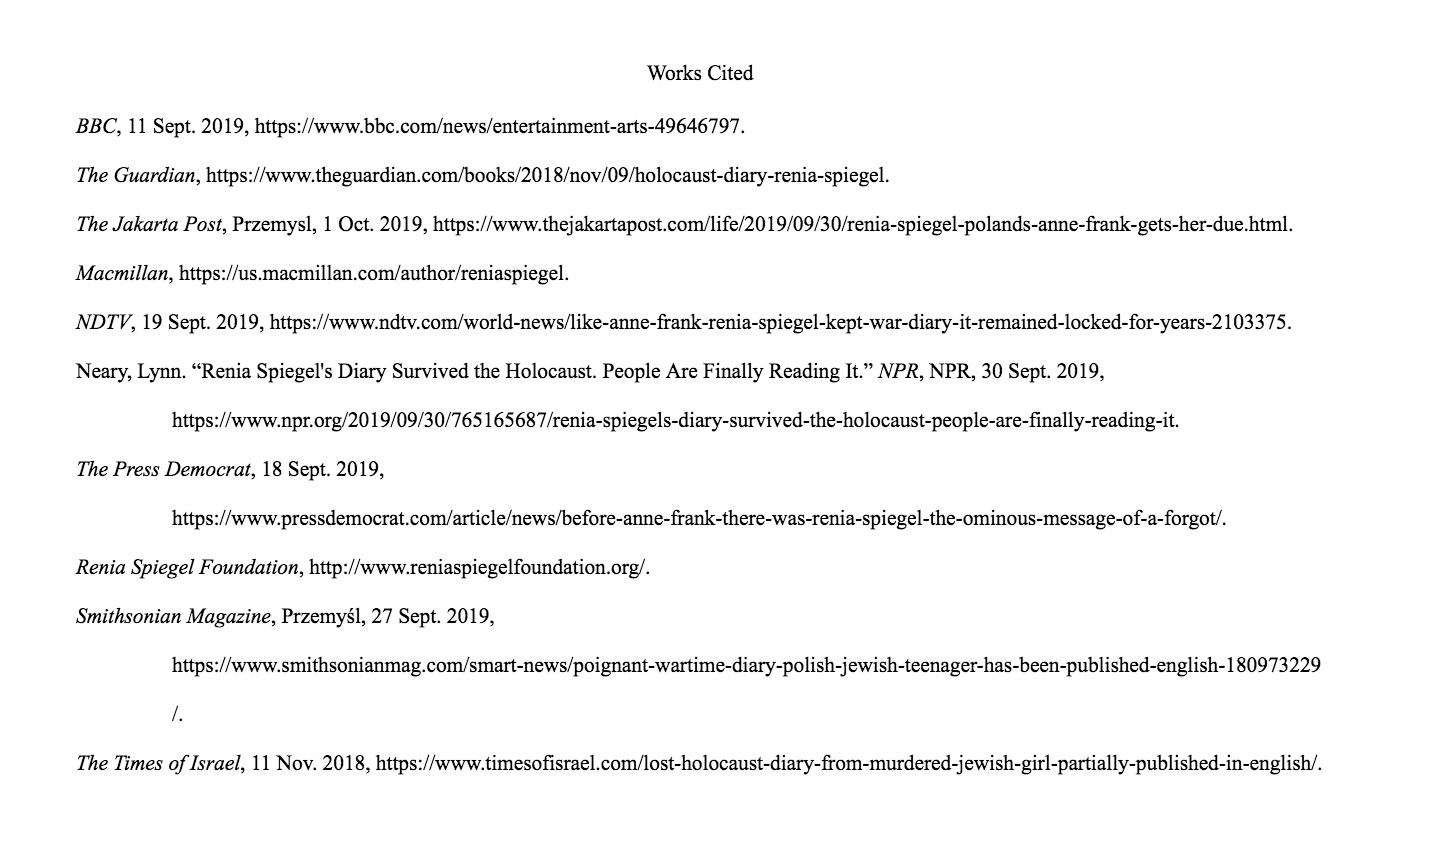 Works Cited
BBC, 11 Sept. 2019, https://www.bbc.com/news/entertainment-arts-49646797.
The Guardian, https://www.theguardian.com/books/2018/nov/09/holocaust-diary-renia-spiegel.
The Jakarta Post, Przemysl, 1 Oct. 2019, https://www.thejakartapost.com/life/2019/09/30/renia-spiegel-polands-anne-frank-gets-her-due.html.
Macmillan, https://us.macmillan.com/author/reniaspiegel.
NDTV, 19 Sept. 2019, https://www.ndtv.com/world-news/like-anne-frank-renia-spiegel-kept-war-diary-it-remained-locked-for-years-2103375.
Neary, Lynn. “Renia Spiegel's Diary Survived the Holocaust. People Are Finally Reading It.” NPR, NPR, 30 Sept. 2019,
https://www.npr.org/2019/09/30/765165687/renia-spiegels-diary-survived-the-holocaust-people-are-finally-reading-it.
The Press Democrat, 18 Sept. 2019,
https://www.pressdemocrat.com/article/news/before-anne-frank-there-was-renia-spiegel-the-ominous-message-of-a-forgot/.
Renia Spiegel Foundation, http://www.reniaspiegelfoundation.org/.
Smithsonian Magazine, Przemyśl, 27 Sept. 2019,
https://www.smithsonianmag.com/smart-news/poignant-wartime-diary-polish-jewish-teenager-has-been-published-english-180973229
/.
The Times of Israel, 11 Nov. 2018, https://www.timesofisrael.com/lost-holocaust-diary-from-murdered-jewish-girl-partially-published-in-english/.